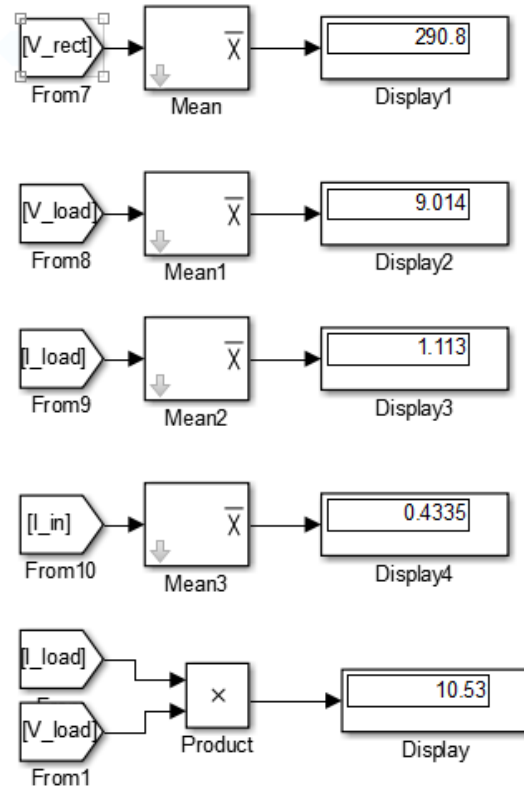 [V_rect]
X
290.8
From7
Mean
Display1
[V_load]
X
9.014
From8
Mean1
Display2
[I_load]
X
1.113
From9
Mean2
Display3
[I_in]
X
0.4335
From10
Mean3
Display4
[I_load]
[V_load]
×
10.53
From1
Product
Display